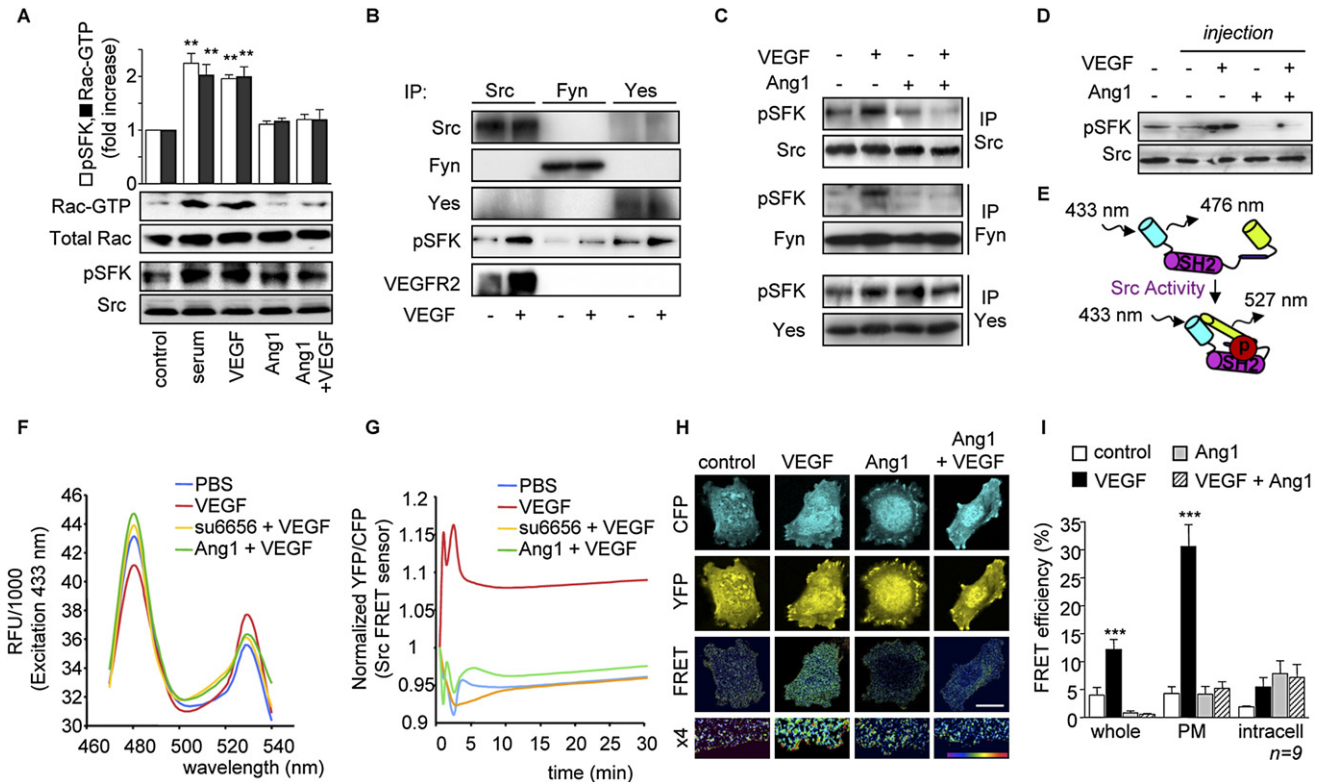 A
pSFK, Rac-GTP
(fold increase)
2
1
0
** ** ** **
Rac-GTP
Total Rac
pSFK
Src
control
serum
VEGF
Ang1
Ang1
+VEGF
B
IP: Src Fyn Yes
Src
Fyn
Yes
pSFK
VEGFR2
VEGF - + - + - +
C
VEGF - + - +
Ang1 - - + +
pSFK
Src
IP
Src
pSFK
Fyn
IP
Fyn
pSFK
Yes
IP
Yes
D
injection
VEGF - - + - +
Ang1 - - - + +
pSFK
Src
E
433 nm
476 nm
SH2
Src Activity
433 nm
527 nm
p
SH2
F
PBS
VEGF
su6656 + VEGF
Ang1 + VEGF
RFU/1000
(Excitation 433 nm)
46
44
42
40
38
36
34
32
30
460 480 500 520 540
wavelength (nm)
G
PBS
VEGF
su6656 + VEGF
Ang1 + VEGF
Normalized YFP/CFP
(Src FRET sensor)
1.2
1.15
1.1
1.05
1
0.95
0.9
0 5 10 15 20 25 30
time (min)
H
control VEGF Ang1 Ang1
+ VEGF
CFP
YFP
FRET
x4
I
control Ang1
VEGF VEGF + Ang1
FRET efficiency (%)
35
30
25
20
15
10
5
0
*** ***
whole PM intracell
n=9